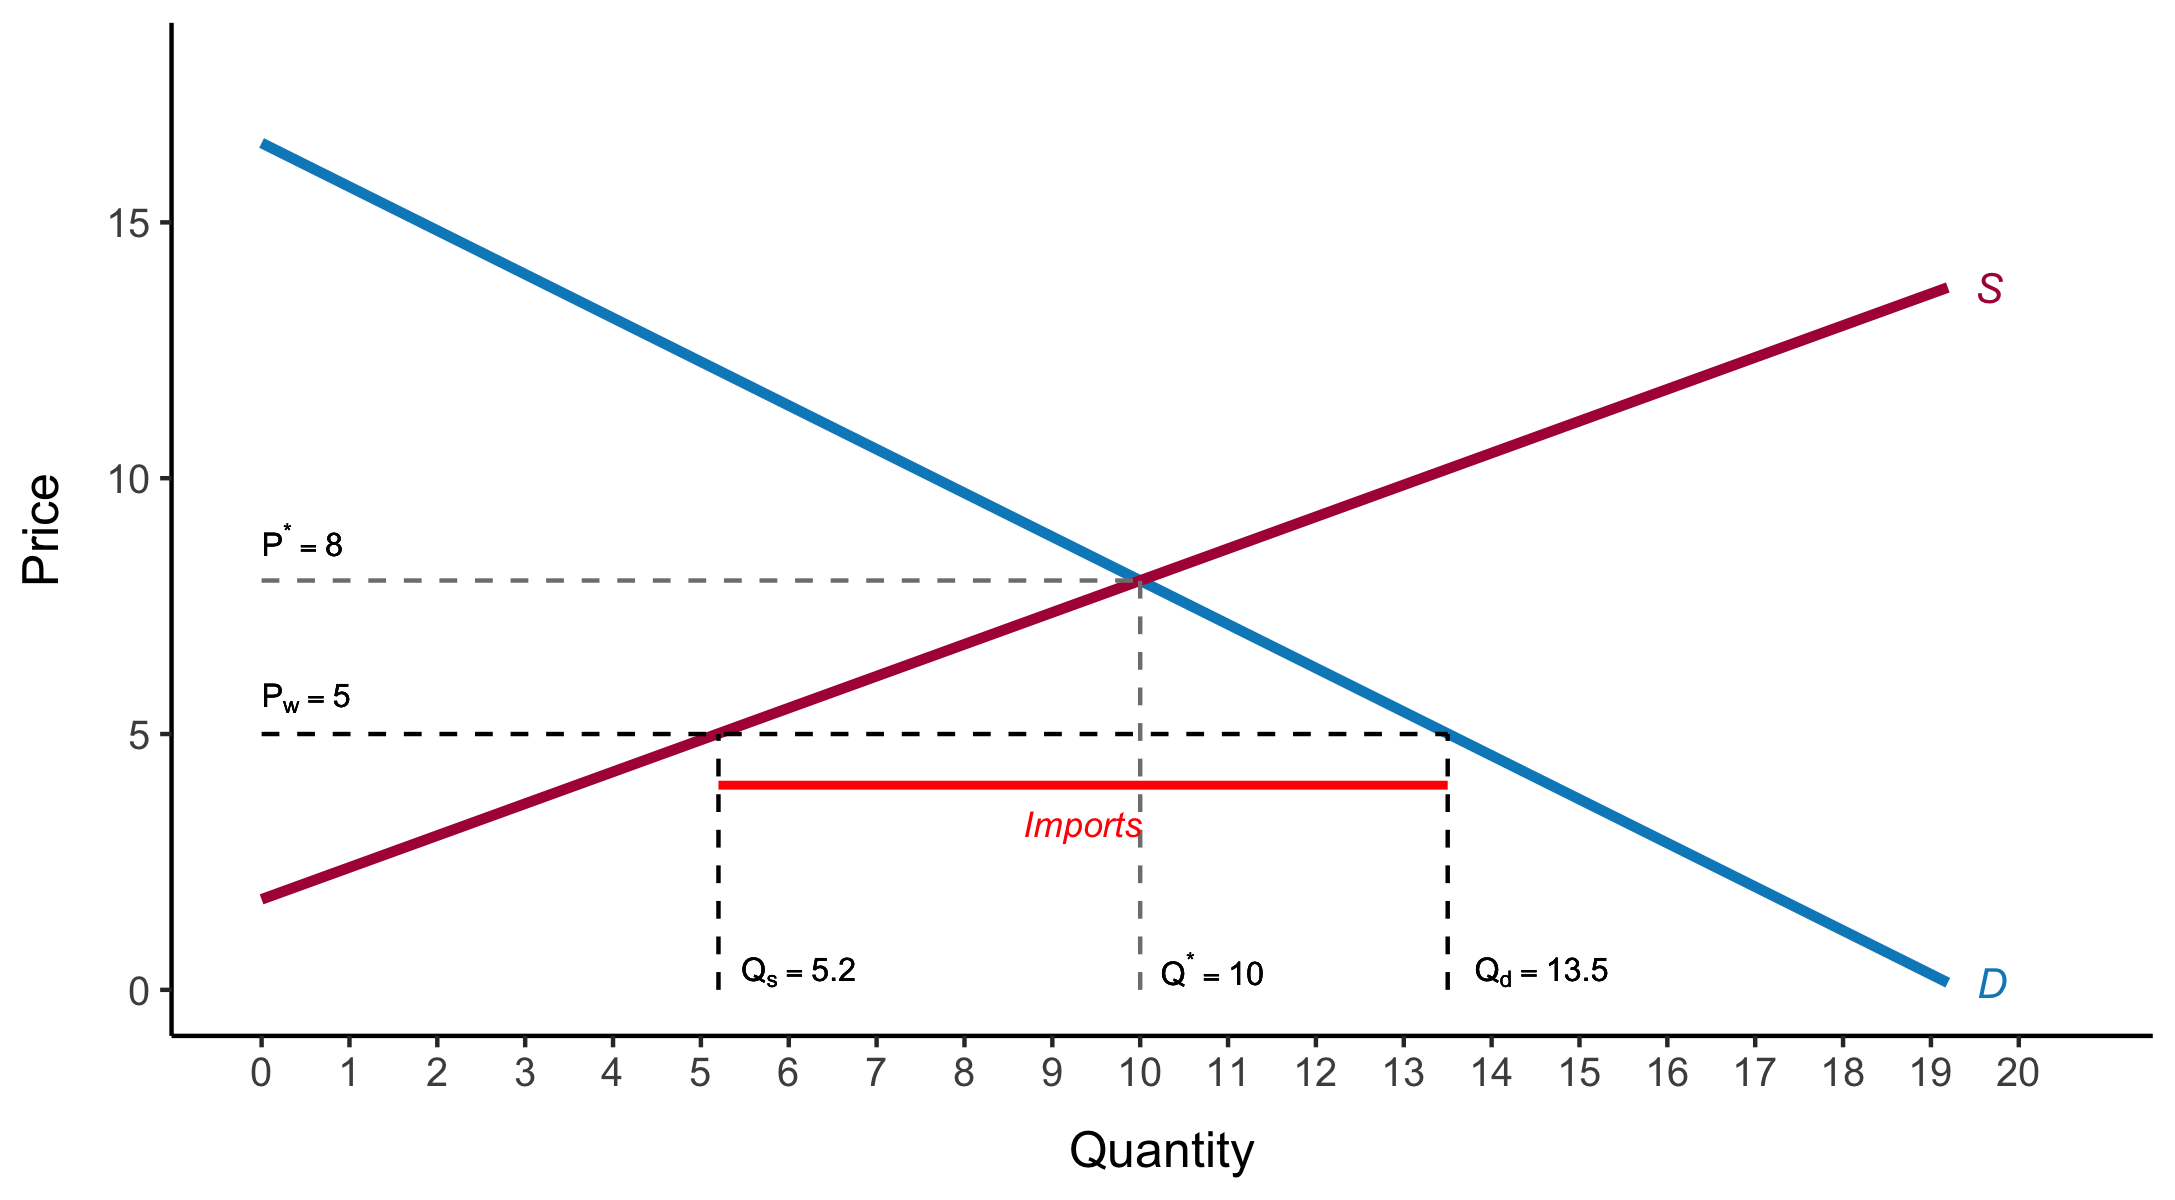 Price
15
10
5
0
S
P* = 8
Pw = 5
Imports
Qs = 5.2
Q* = 10
Qd = 13.5
D
0 1 2 3 4 5 6 7 8 9 10 11 12 13 14 15 16 17 18 19 20
Quantity